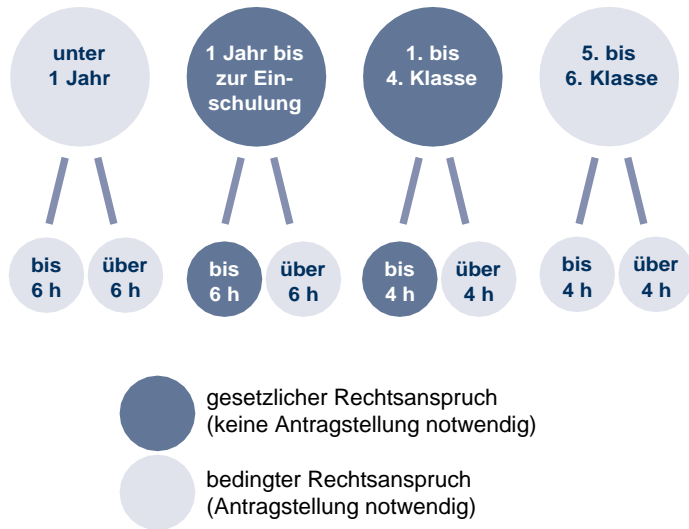 unter
1 Jahr
1 Jahr bis
zur Ein-
schulung
1. bis
4. Klasse
5. bis
6. Klasse
bis
6 h
über
6 h
bis
6 h
über
6 h
bis
4 h
über
4 h
bis
4 h
über
4 h
gesetzlicher Rechtsanspruch
(keine Antragstellung notwendig)
bedingter Rechtsanspruch
(Antragstellung notwendig)